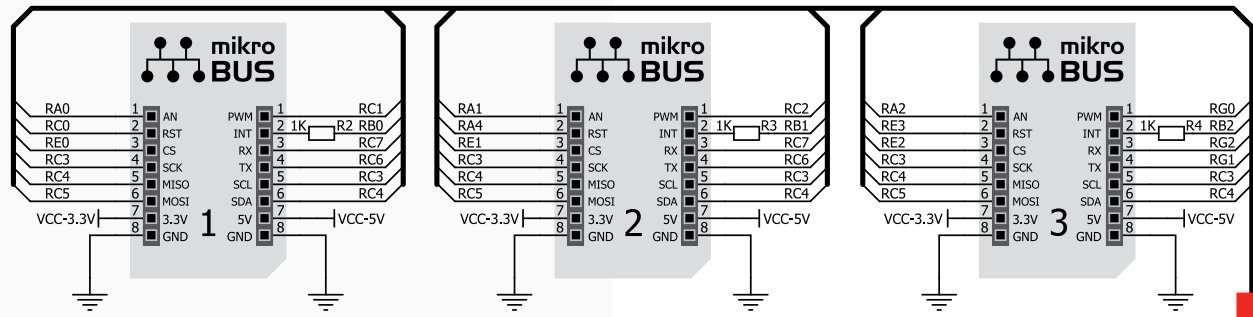 mikro
BUS
RA0 1 AN PWM 1 RC1
RC0 2 RST INT 2 1K R2 RB0
RE0 3 CS RX 3 RC7
RC3 4 SCK TX 4 RC6
RC4 5 MISO SCL 5 RC3
RC5 6 MOSI SDA 6 RC4
VCC-3.3V 7 3.3V 5V 7 VCC-5V
8 GND GND 8
1
mikro
BUS
RA1 1 AN PWM 1 RC2
RA4 2 RST INT 2 1K R3 RB1
RE1 3 CS RX 3 RC7
RC3 4 SCK TX 4 RC6
RC4 5 MISO SCL 5 RC3
RC5 6 MOSI SDA 6 RC4
VCC-3.3V 7 3.3V 5V 7 VCC-5V
8 GND GND 8
2
mikro
BUS
RA2 1 AN PWM 1 RG0
RE3 2 RST INT 2 1K R4 RB2
RE2 3 CS RX 3 RG2
RC3 4 SCK TX 4 RG1
RC4 5 MISO SCL 5 RC3
RC5 6 MOSI SDA 6 RC4
VCC-3.3V 7 3.3V 5V 7 VCC-5V
8 GND GND 8
3